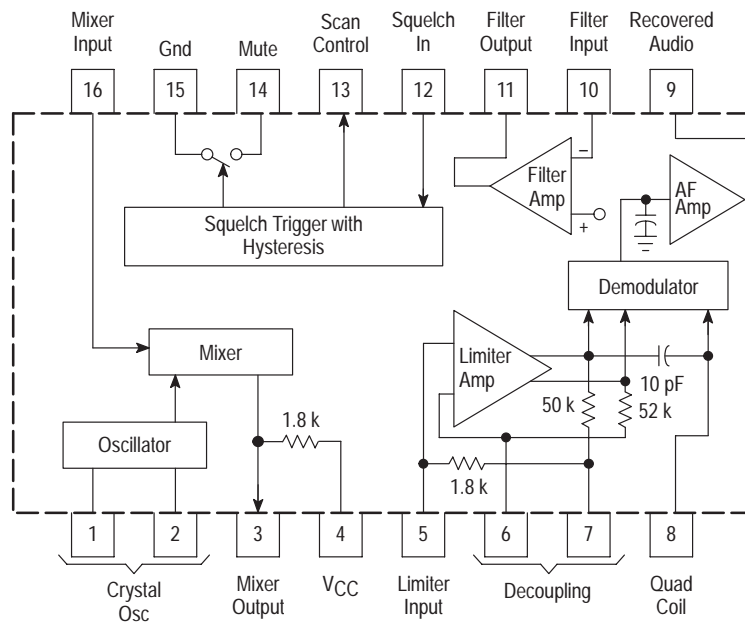 Mixer
Input
Gnd
Mute
Scan
Control
Squelch
In
Filter
Output
Filter
Input
Recovered
Audio
16
15
14
13
12
11
10
9
Filter
Amp
–
+
AF
Amp
Squelch Trigger with
Hysteresis
Demodulator
Mixer
Limiter
Amp
10 pF
50 k
52 k
1.8 k
Oscillator
1.8 k
1
2
3
4
5
6
7
8
Crystal
Osc
Mixer
Output
VCC
Limiter
Input
Decoupling
Quad
Coil